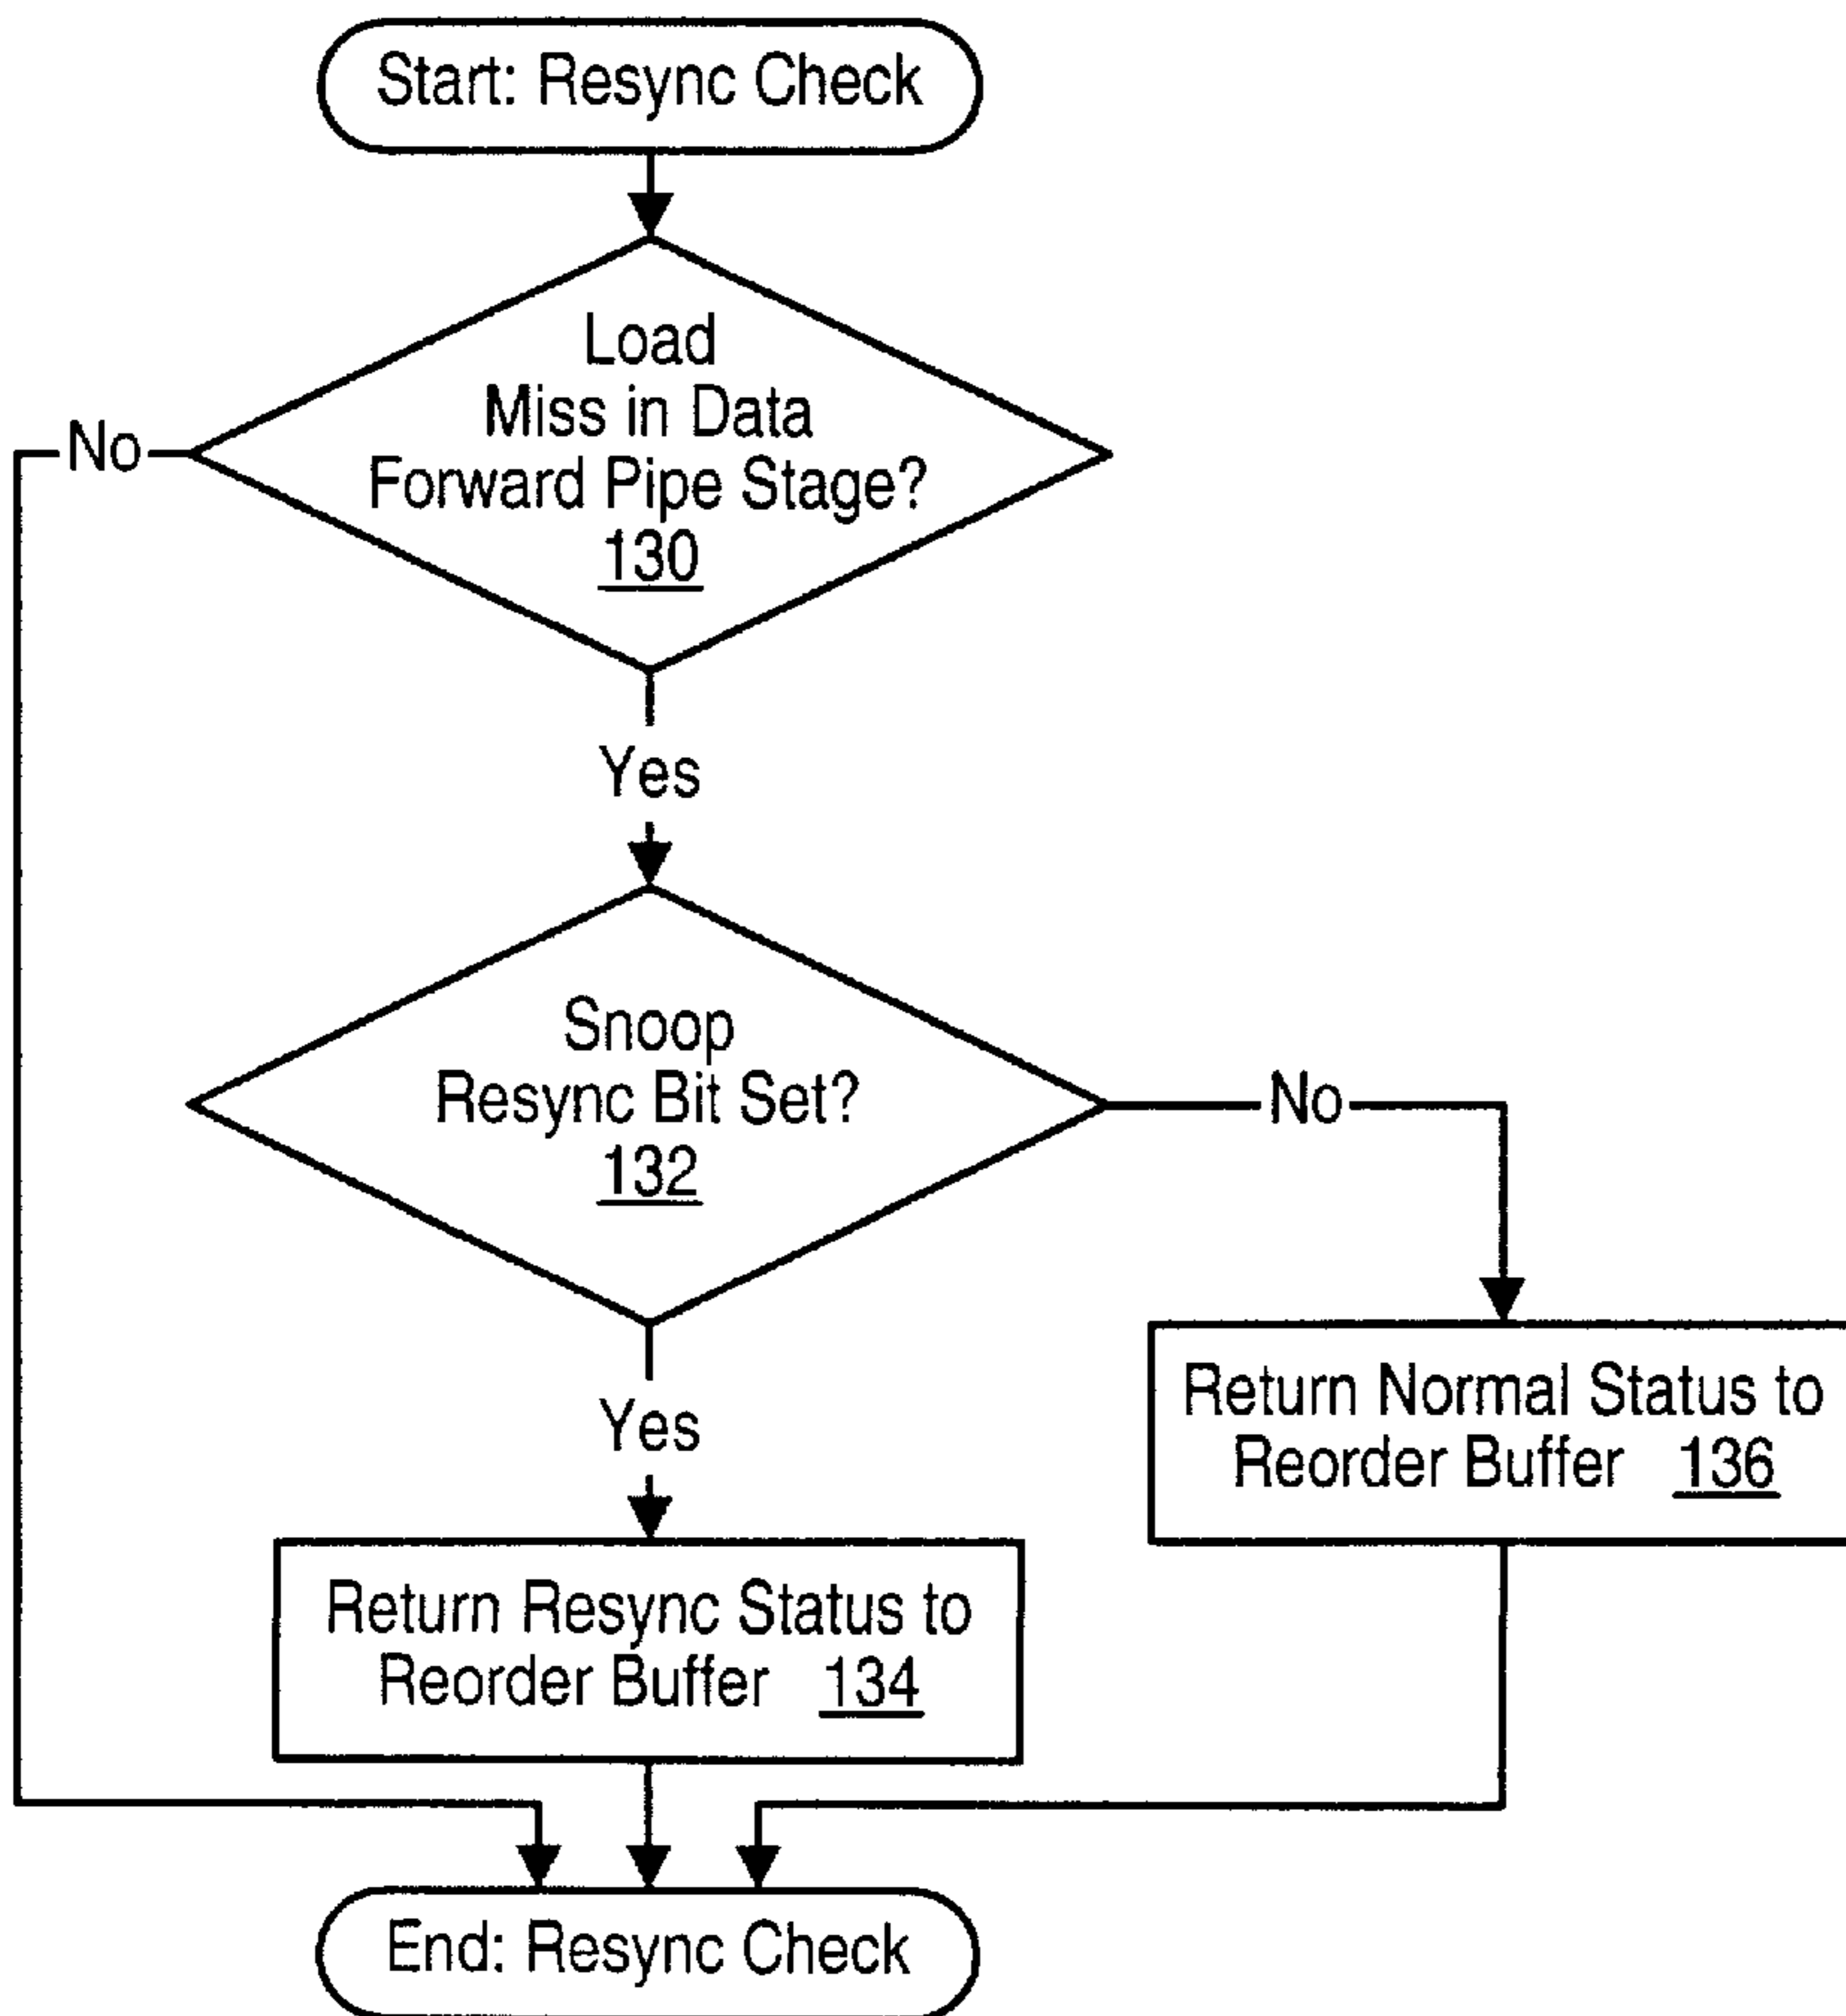 Start: Resync Check
Load
Miss in Data
Forward Pipe Stage?
130
No
Yes
Snoop
Resync Bit Set?
132
No
Yes
Return Normal Status to
Reorder Buffer 136
Return Resync Status to
Reorder Buffer 134
End: Resync Check